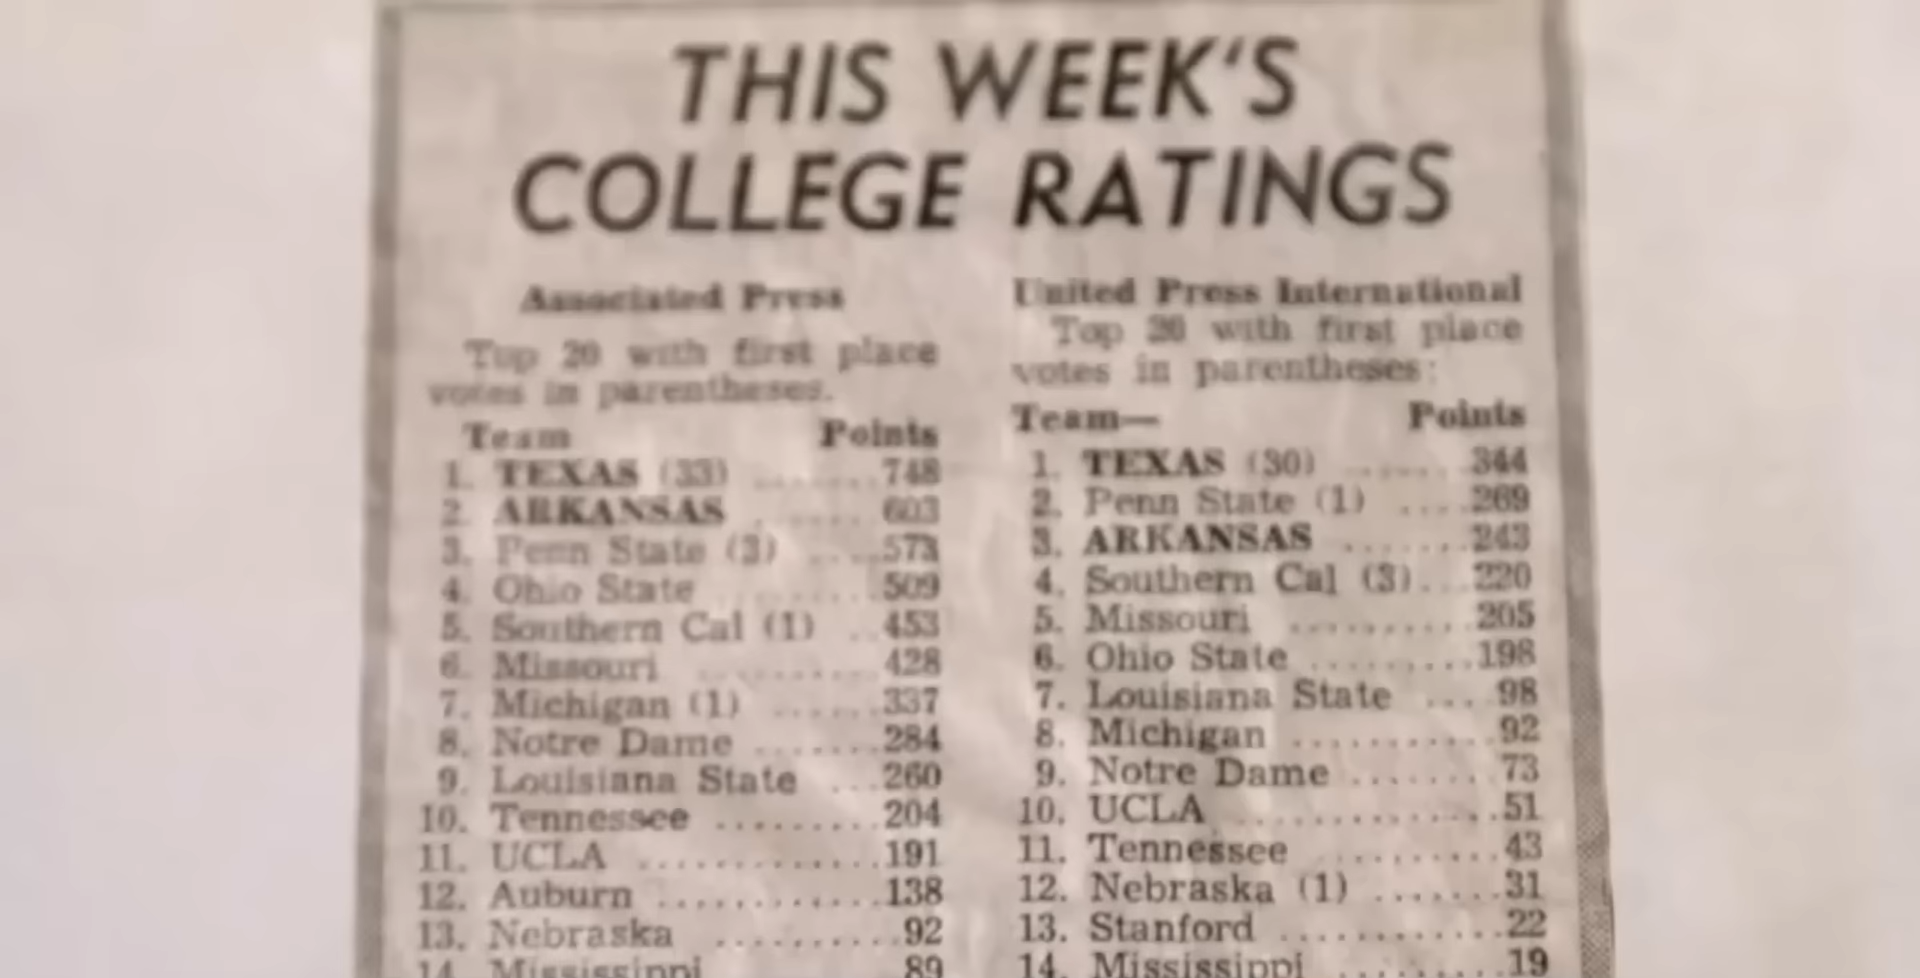 THIS WEEK'S
COLLEGE RATINGS
Associated Press
Top 20 with first place
votes in parentheses.
Team Points
1. TEXAS (33) ........748
2. ARKANSAS ........603
3. Penn State (3) .....573
4. Ohio State ........509
5. Southern Cal (1) ..453
6. Missouri ..........428
7. Michigan (1) ......337
8. Notre Dame .......284
9. Louisiana State ...260
10. Tennessee .........204
11. UCLA .............191
12. Auburn ............138
13. Nebraska ..........92
14. Mississippi 89
United Press International
Top 20 with first place
votes in parentheses:
Team— Points
1. TEXAS (30) .......344
2. Penn State (1) ....269
3. ARKANSAS .......243
4. Southern Cal (3)...220
5. Missouri ..........205
6. Ohio State .........198
7. Louisiana State ....98
8. Michigan ...........92
9. Notre Dame ........73
10. UCLA ..............51
11. Tennessee ..........43
12. Nebraska (1) .......31
13. Stanford ............22
14. Mississippi .........19